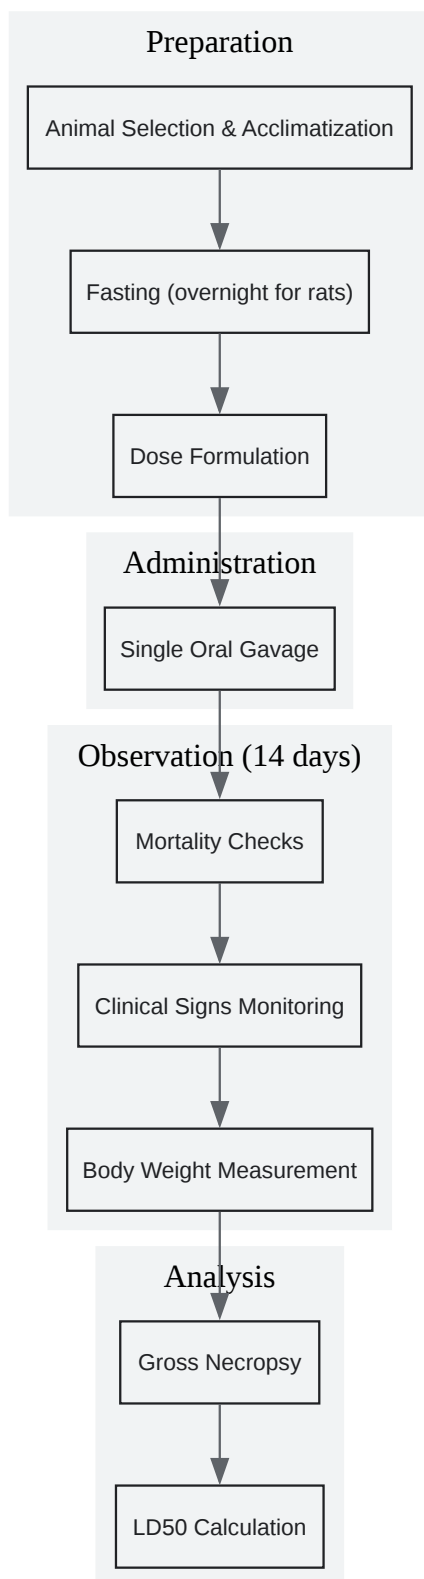 Preparation
Animal Selection & Acclimatization
Fasting (overnight for rats)
Dose Formulation
Administration
Single Oral Gavage
Observation (14 days)
Mortality Checks
Clinical Signs Monitoring
Body Weight Measurement
Analysis
Gross Necropsy
LD50 Calculation